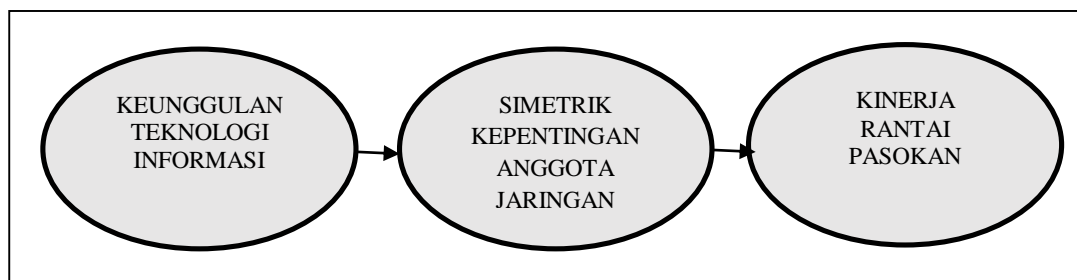 KEUNGGULAN
TEKNOLOGI
INFORMASI
SIMETRIK
KEPENTINGAN
ANGGOTA
JARINGAN
KINERJA
RANTAI
PASOKAN